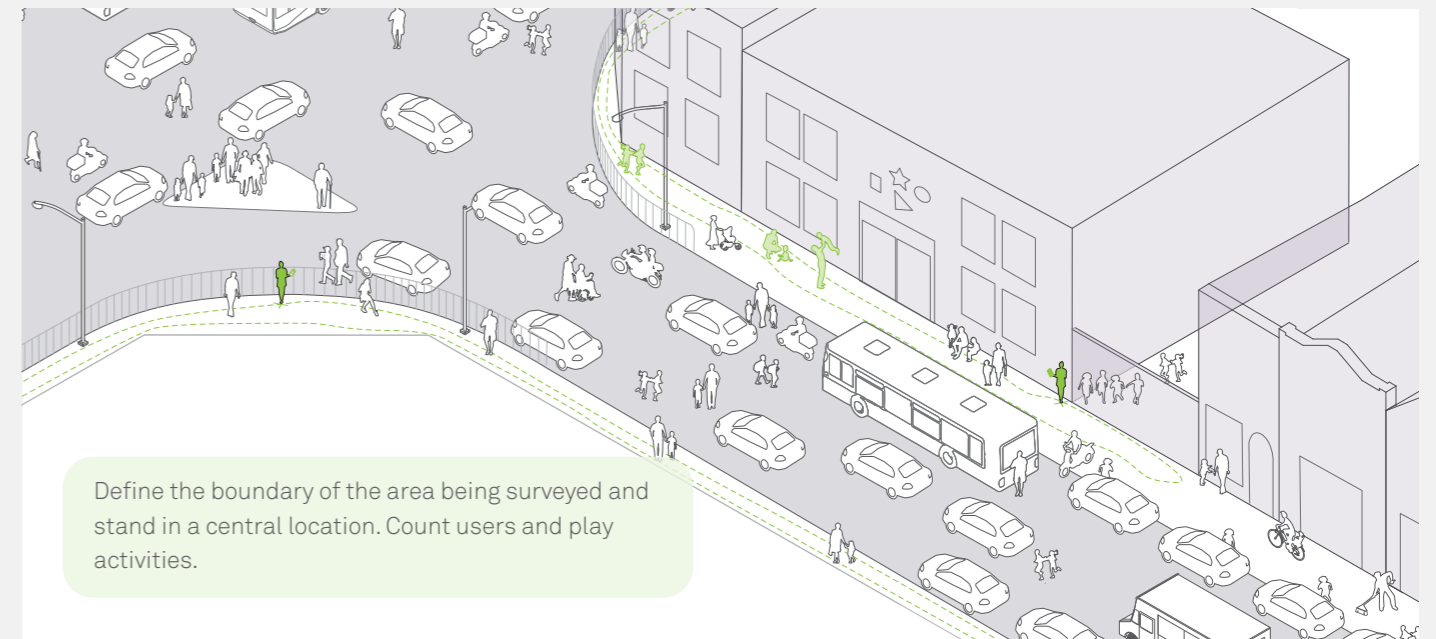 Define the boundary of the area being surveyed and
stand in a central location. Count users and play
activities.